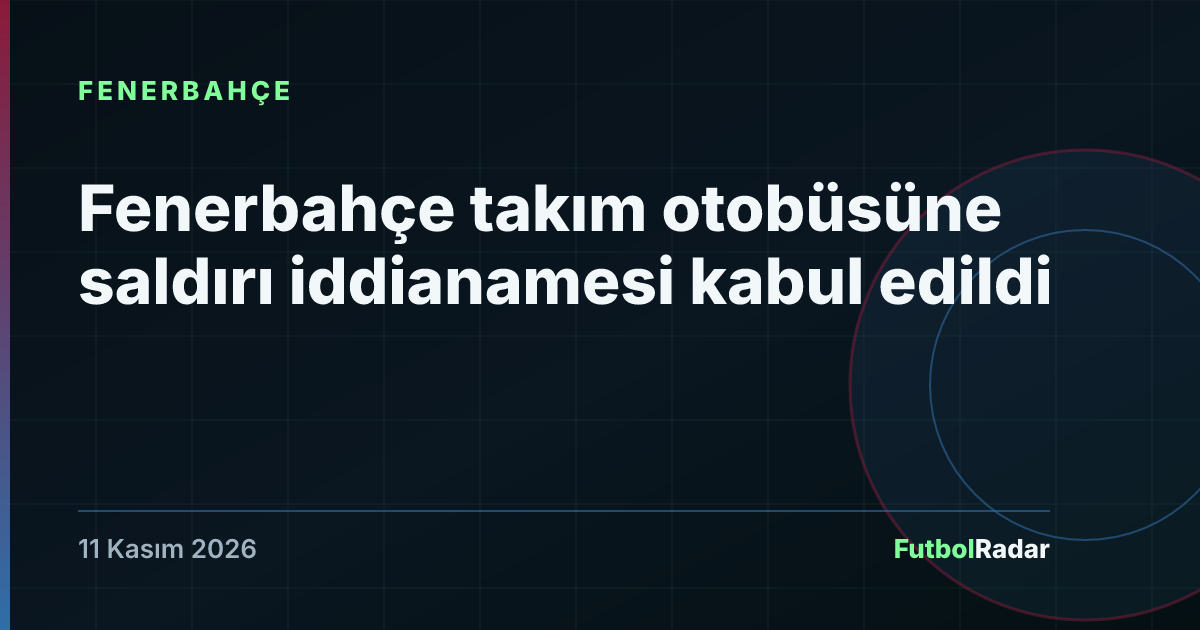 FENERBAHÇE
Fenerbahçe takım otobüsüne
saldırı iddianamesi kabul edildi
11 Kasım 2026
FutbolRadar